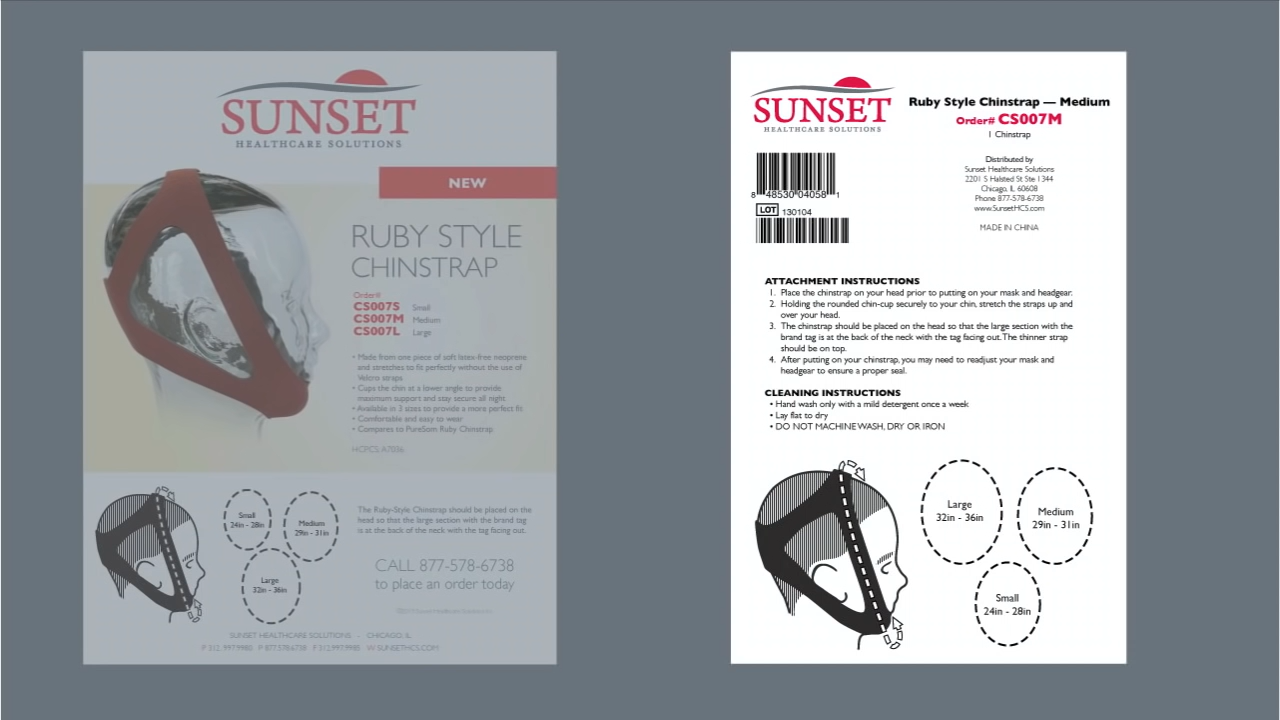 SUNSET
HEALTHCARE SOLUTIONS
NEW
RUBY STYLE
CHINSTRAP
Order#
CS007S Small
CS007M Medium
CS007L Large
• Made from one piece of soft latex-free neoprene
and stretches to fit perfectly without the use of
Velcro straps
• Cups the chin at a lower angle to provide
maximum support and stay secure all night
• Available in 3 sizes to provide a more perfect fit
• Comfortable and easy to wear
• Compares to PureSom Ruby Chinstrap
HCPCS A7036
Small
24in - 28in
Medium
29in - 31in
Large
32in - 36in
The Ruby-Style Chinstrap should be placed on the
head so that the large section with the brand tag
is at the back of the neck with the tag facing out.
CALL 877-578-6738
to place an order today
SUNSET HEALTHCARE SOLUTIONS - CHICAGO, IL
P 312.997.9980 P 877.578.6738 F 312.997.9985 W SUNSETHCS.COM
SUNSET
HEALTHCARE SOLUTIONS
Ruby Style Chinstrap — Medium
Order# CS007M
1 Chinstrap
Distributed by
Sunset Healthcare Solutions
2201 S Halsted St Ste 1344
Chicago, IL 60608
Phone 877-578-6738
www.SunsetHCS.com
MADE IN CHINA
8 48530 04058 1
LOT 130104
ATTACHMENT INSTRUCTIONS
1. Place the chinstrap on your head prior to putting on your mask and headgear.
2. Holding the rounded chin-cup securely to your chin, stretch the straps up and
over your head.
3. The chinstrap should be placed on the head so that the large section with the
brand tag is at the back of the neck with the tag facing out. The thinner strap
should be on top.
4. After putting on your chinstrap, you may need to readjust your mask and
headgear to ensure a proper seal.
CLEANING INSTRUCTIONS
• Hand wash only with a mild detergent once a week
• Lay flat to dry
• DO NOT MACHINE WASH, DRY OR IRON
Large
32in - 36in
Medium
29in - 31in
Small
24in - 28in